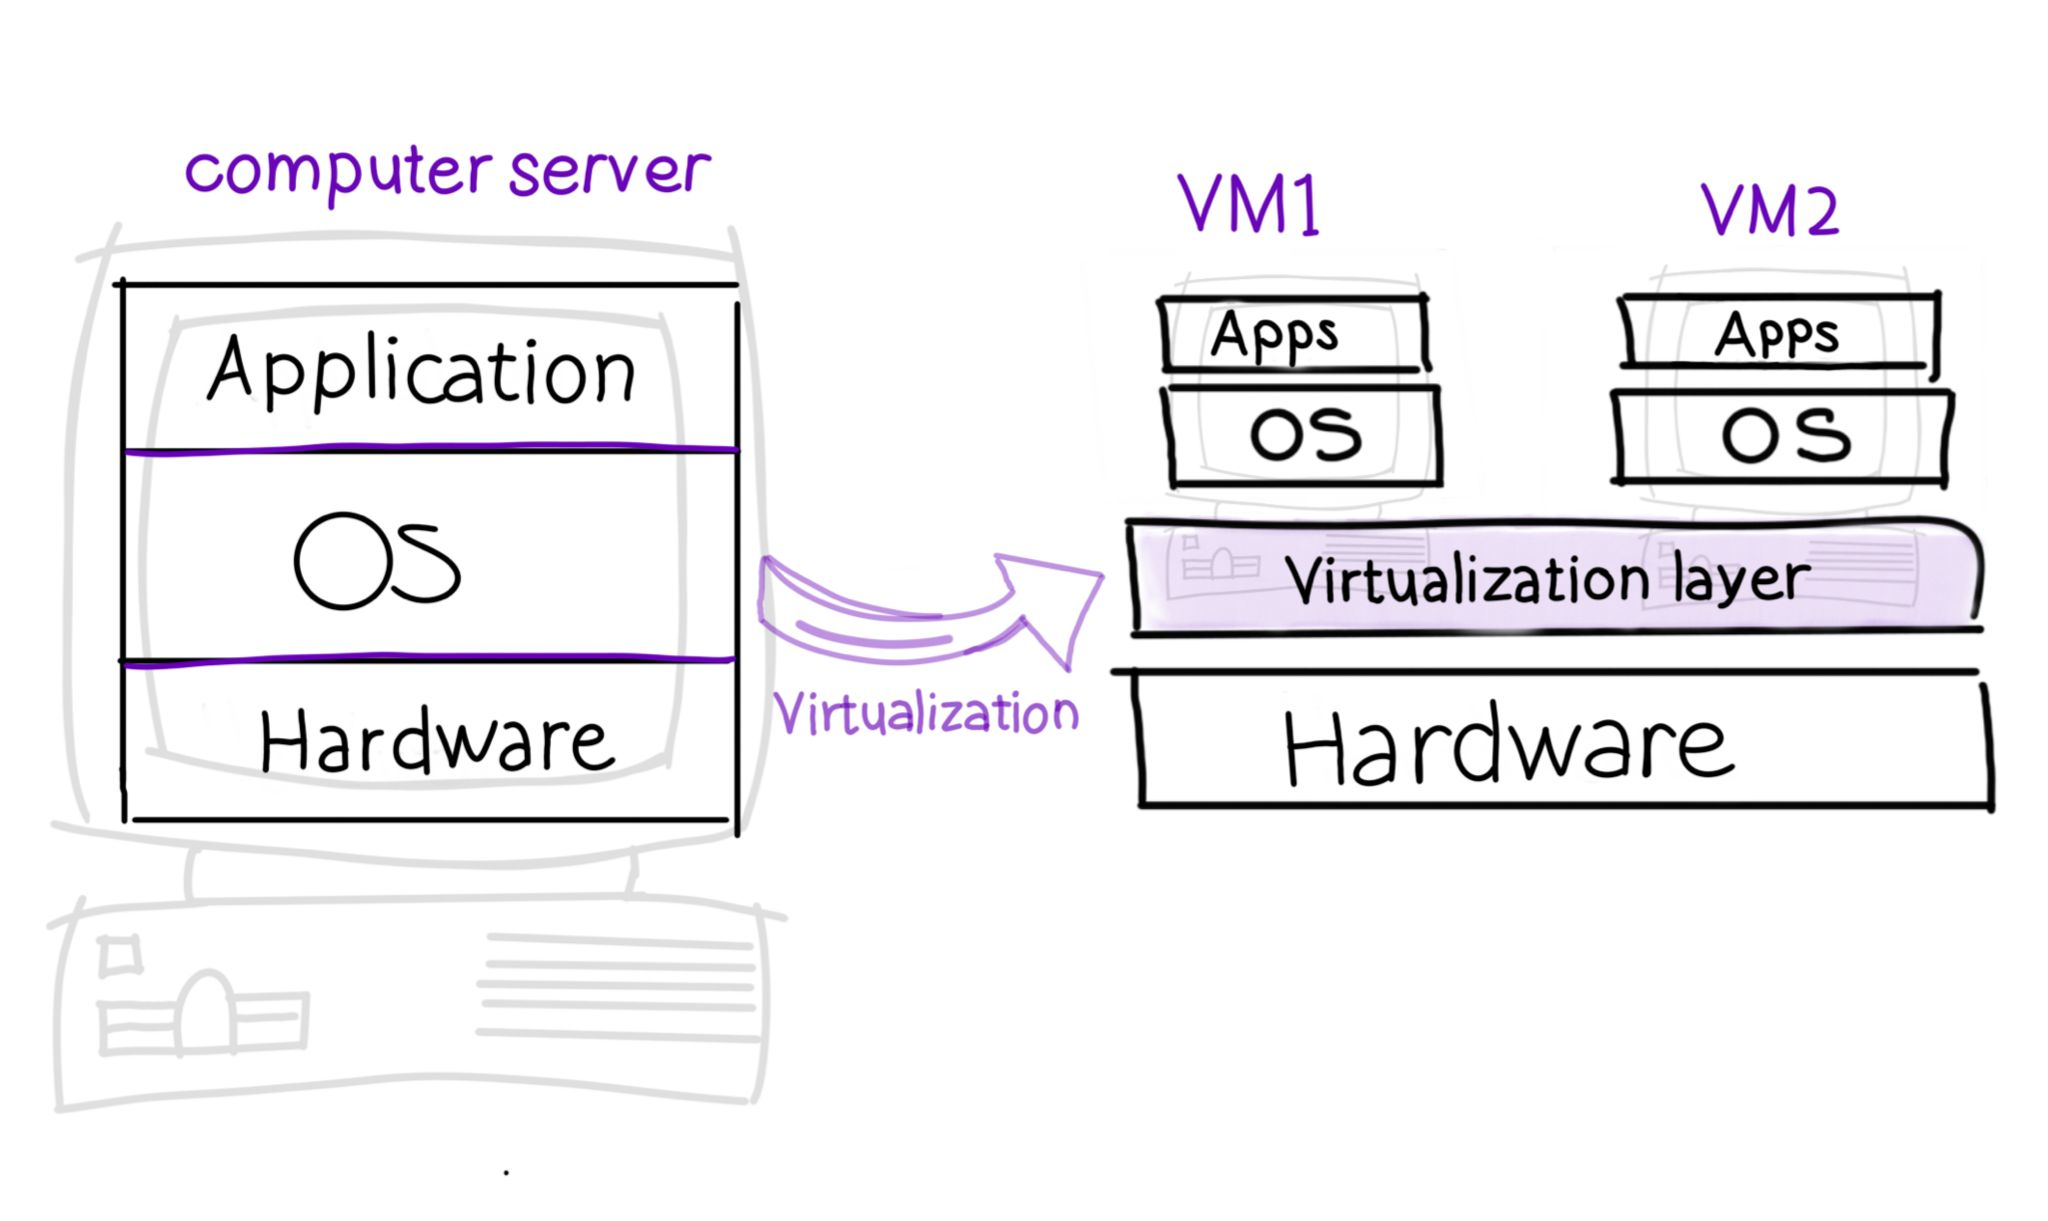 computer server
Application
OS
Hardware
Virtualization
VM1
Apps
OS
VM2
Apps
OS
Virtualization layer
Hardware